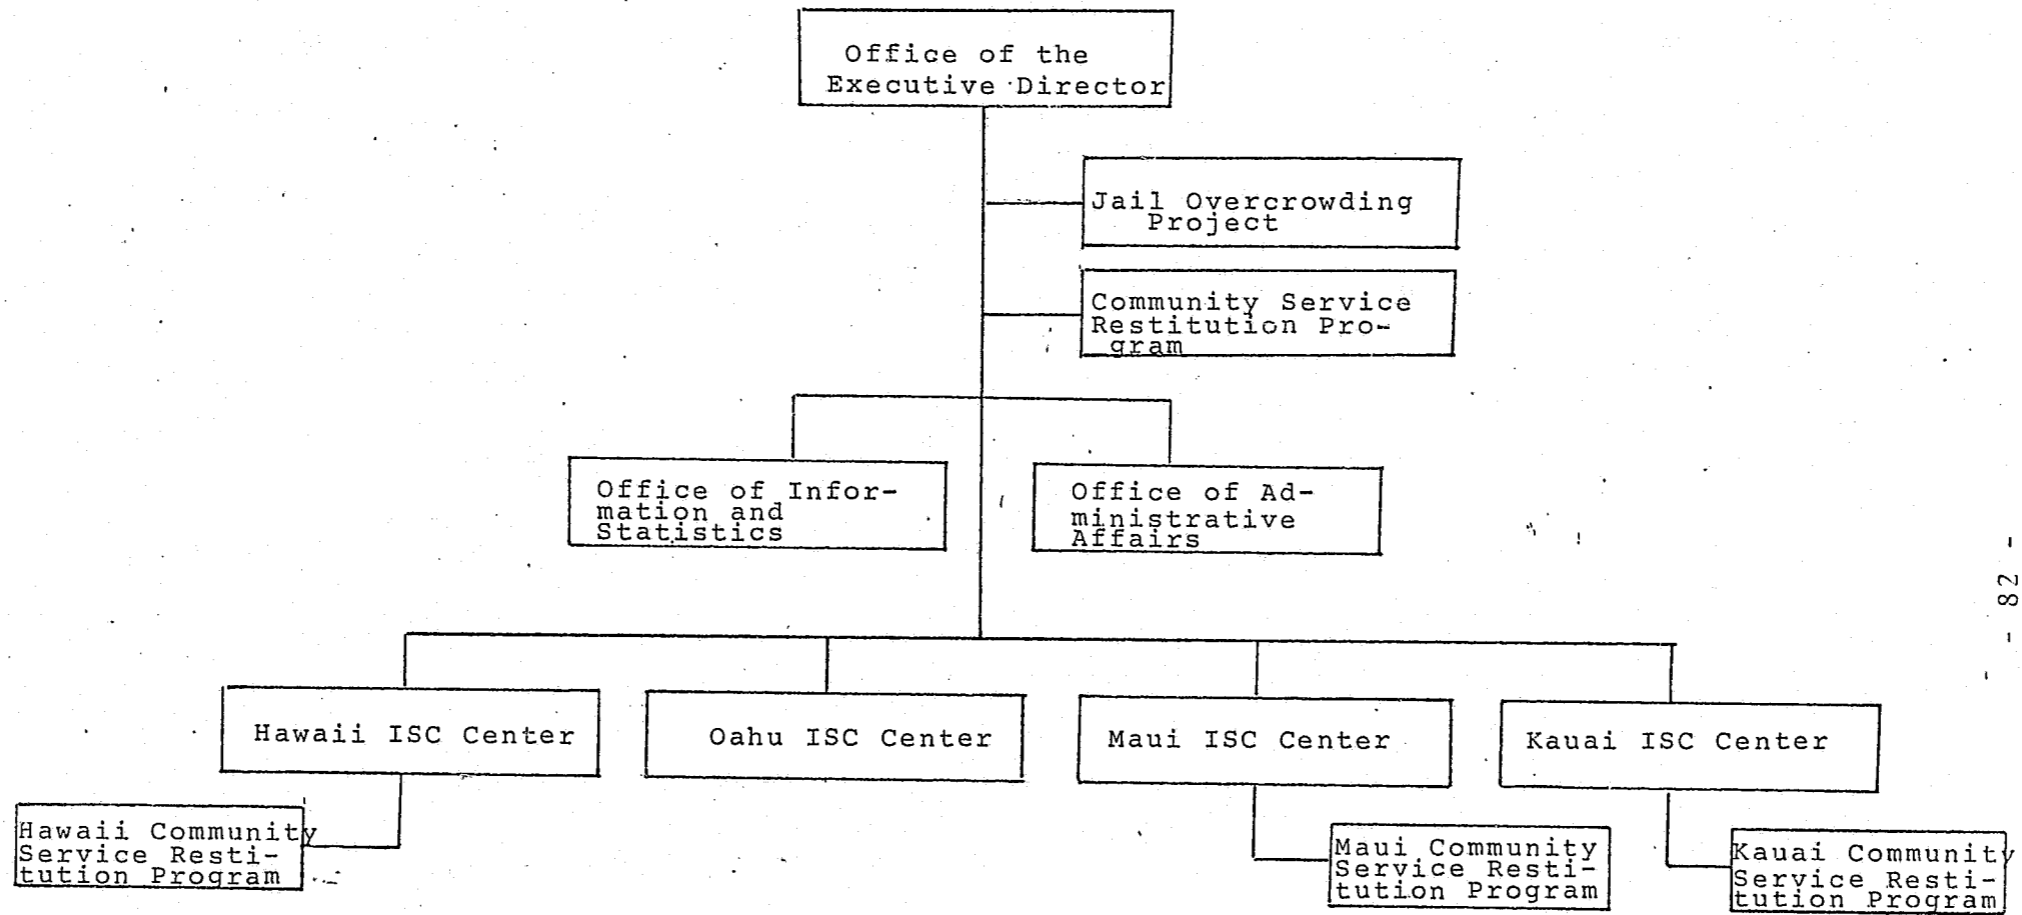 Office of the
Executive Director
Jail Overcrowding
Project
Community Service
Restitution Pro-
gram
Office of Infor-
mation and
Statistics
Office of Ad-
ministrative
Affairs
- 82 -
Hawaii ISC Center
Oahu ISC Center
Maui ISC Center
Kauai ISC Center
Hawaii Community
Service Resti-
tution Program
Maui Community
Service Resti-
tution Program
Kauai Community
Service Resti-
tution Program